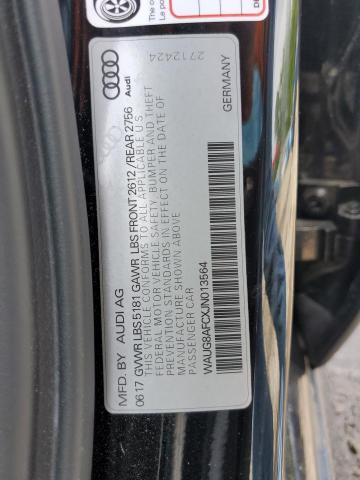 MFD. BY AUDI AG
06 17 GVWR LBS 5181 GAWR LBS FRONT 2612 /REAR 2756
THIS VEHICLE CONFORMS TO ALL APPLICABLE U.S.
FEDERAL MOTOR VEHICLE SAFETY, BUMPER AND THEFT
PREVENTION STANDARDS IN EFFECT ON THE DATE OF
MANUFACTURE SHOWN ABOVE.
PASSENGER CAR
WAUG8AFCXJN013564
GERMANY
Audi
2712424
The